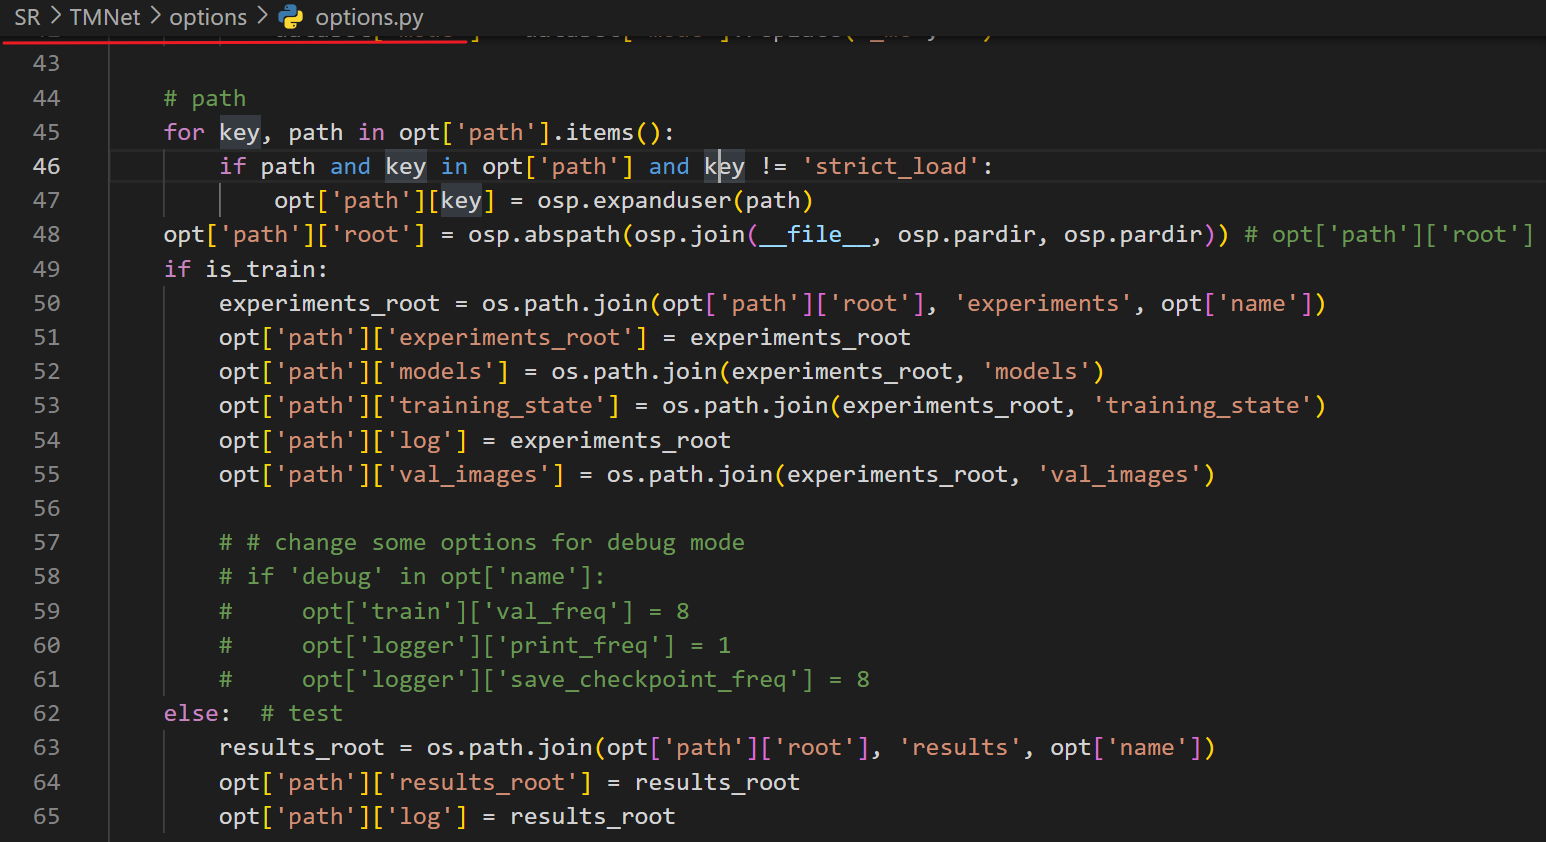 SR > TMNet > options > options.py
43
44 # path
45 for key, path in opt['path'].items():
46 if path and key in opt['path'] and key != 'strict_load':
47 opt['path'][key] = osp.expanduser(path)
48 opt['path']['root'] = osp.abspath(osp.join(__file__, osp.pardir, osp.pardir)) # opt['path']['root']
49 if is_train:
50 experiments_root = os.path.join(opt['path']['root'], 'experiments', opt['name'])
51 opt['path']['experiments_root'] = experiments_root
52 opt['path']['models'] = os.path.join(experiments_root, 'models')
53 opt['path']['training_state'] = os.path.join(experiments_root, 'training_state')
54 opt['path']['log'] = experiments_root
55 opt['path']['val_images'] = os.path.join(experiments_root, 'val_images')
56
57 # # change some options for debug mode
58 # if 'debug' in opt['name']:
59 # opt['train']['val_freq'] = 8
60 # opt['logger']['print_freq'] = 1
61 # opt['logger']['save_checkpoint_freq'] = 8
62 else: # test
63 results_root = os.path.join(opt['path']['root'], 'results', opt['name'])
64 opt['path']['results_root'] = results_root
65 opt['path']['log'] = results_root